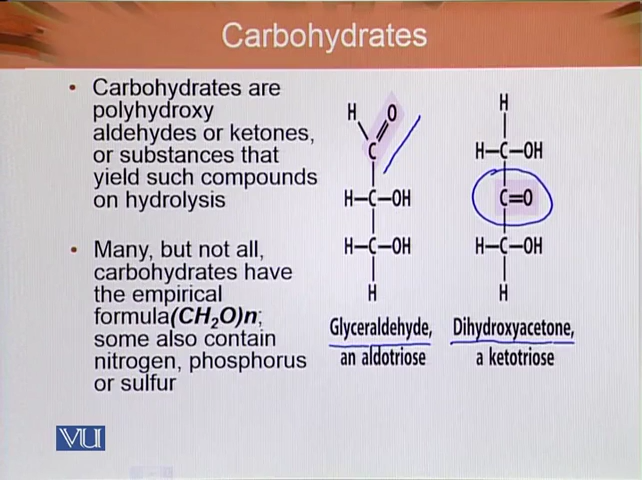 Carbohydrates
• Carbohydrates are
polyhydroxy
aldehydes or ketones,
or substances that
yield such compounds
on hydrolysis
• Many, but not all,
carbohydrates have
the empirical
formula(CH₂O)n;
some also contain
nitrogen, phosphorus
or sulfur
H O
C
H–C–OH
H–C–OH
H
Glyceraldehyde,
an aldotriose
H
H–C–OH
C=O
H–C–OH
H
Dihydroxyacetone,
a ketotriose
VU